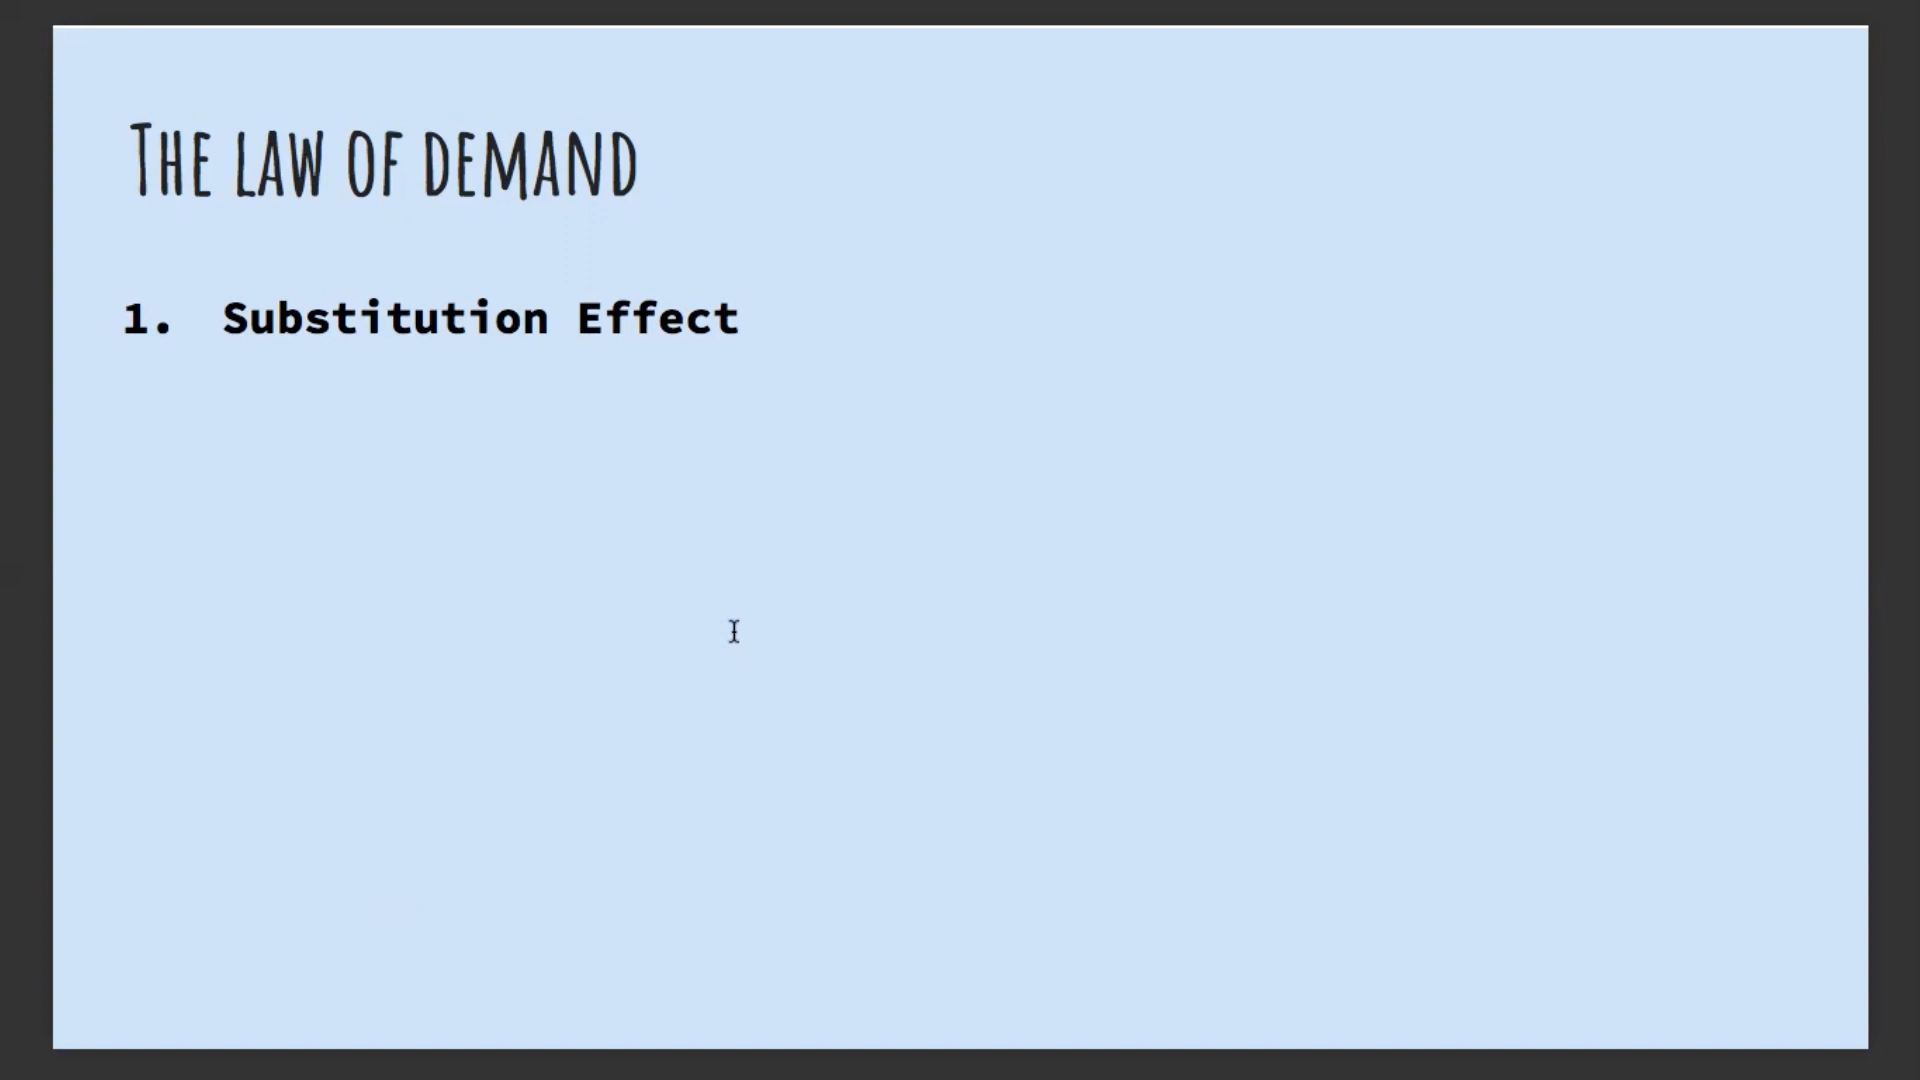 The law of demand
1. Substitution Effect